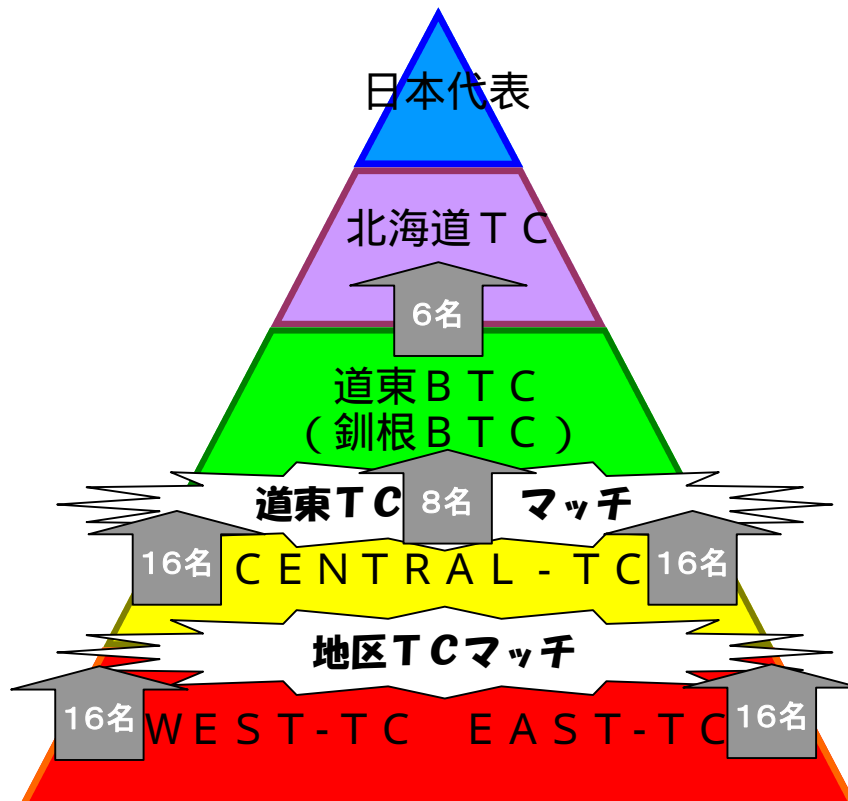 日本代表
北海道ＴＣ
6名
道東ＢＴＣ
（釧根ＢＴＣ）
道東ＴＣ 8名 マッチ
16名 ＣＥＮＴＲＡＬ-ＴＣ 16名
地区ＴＣマッチ
16名 ＷＥＳＴ-ＴＣ　ＥＡＳＴ-ＴＣ 16名